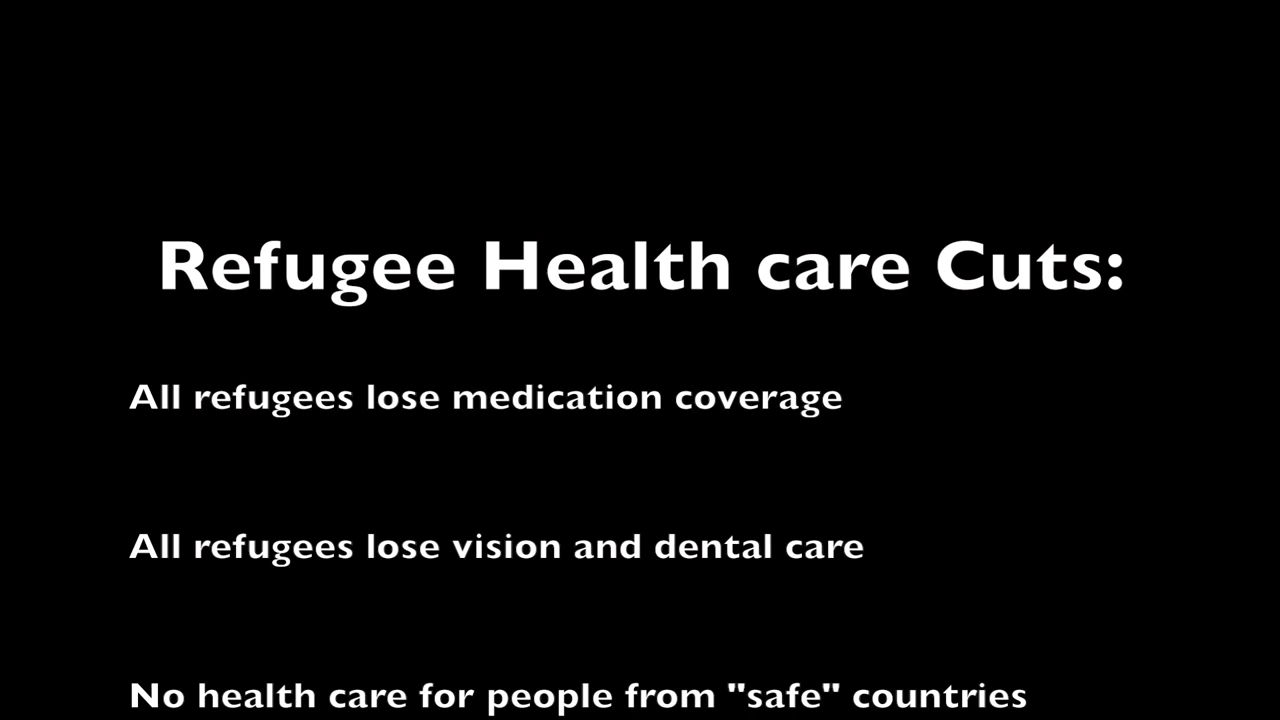 Refugee Health care Cuts:
All refugees lose medication coverage
All refugees lose vision and dental care
No health care for people from "safe" countries